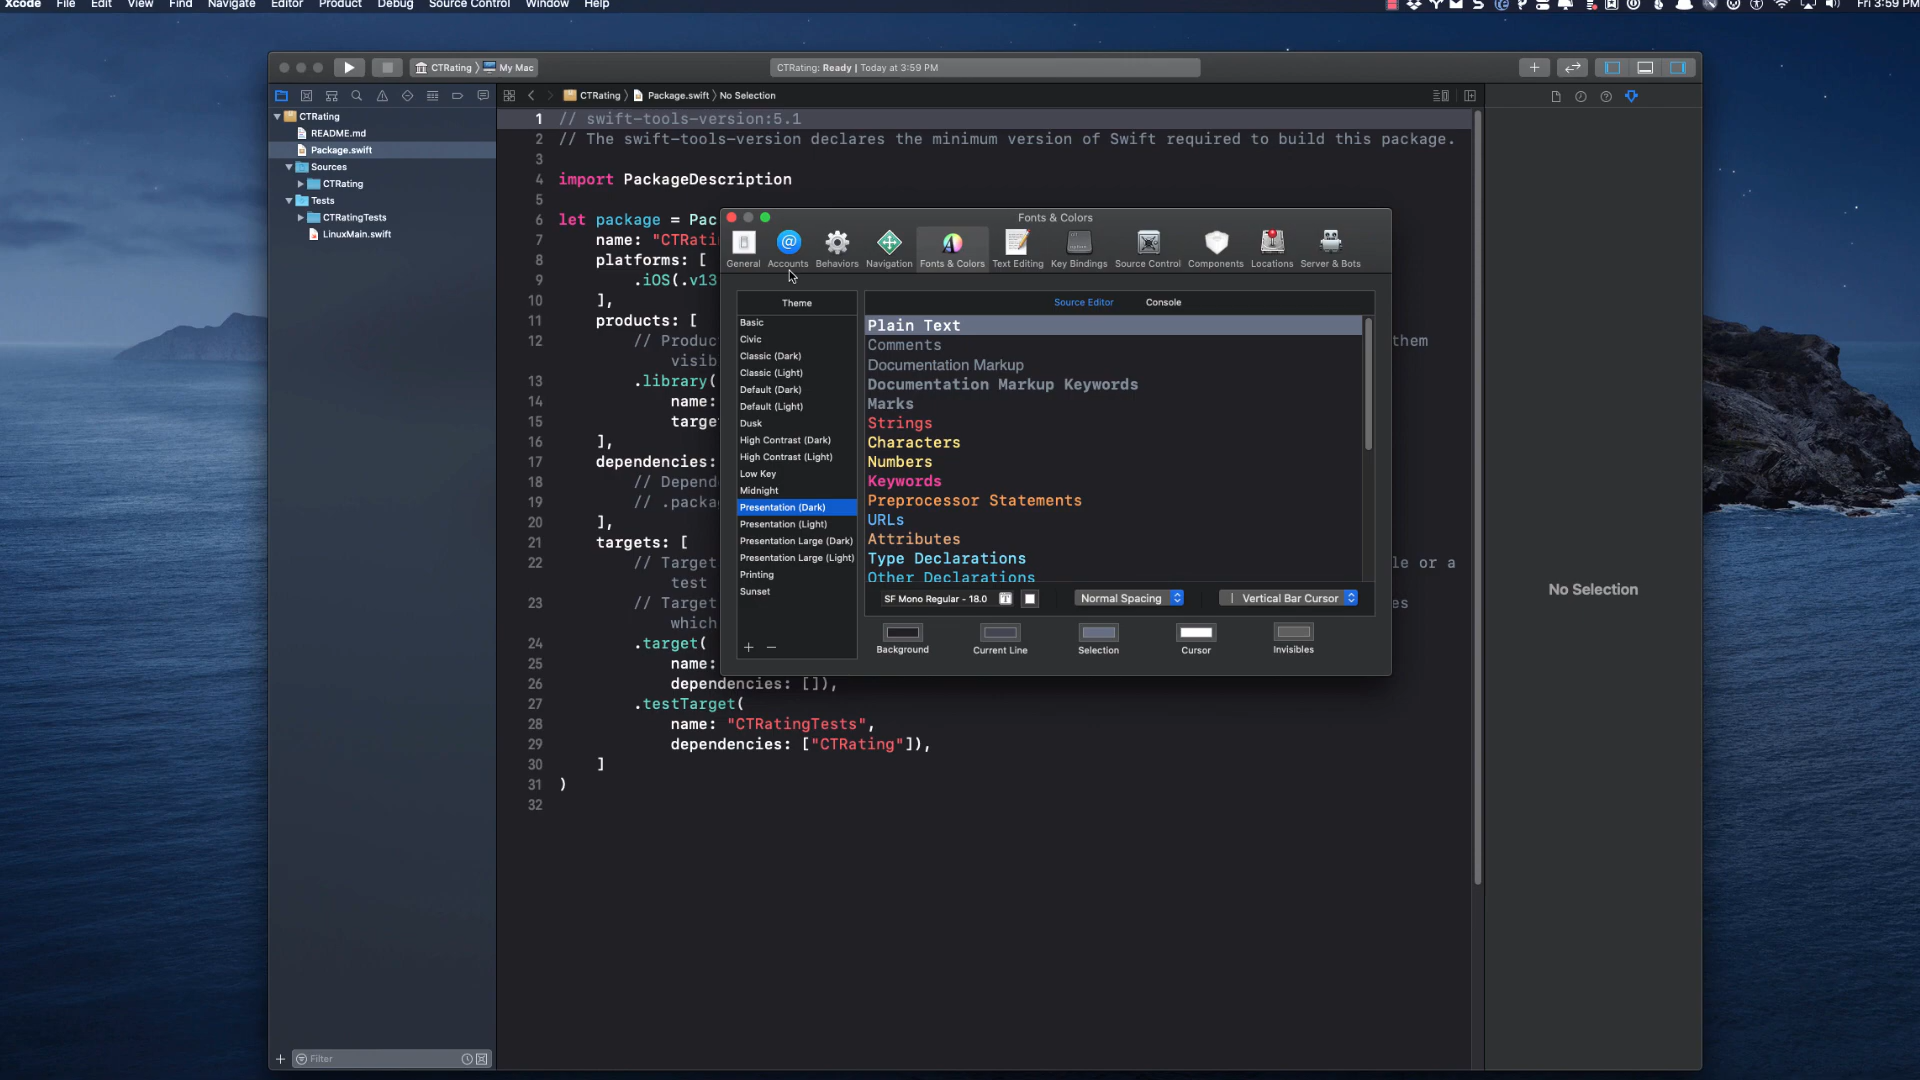 Xcode File Edit View Find Navigate Editor Product Debug Source Control Window Help Fri 3:59 PM
CTRating 〉 My Mac
CTRating: Ready | Today at 3:59 PM
CTRating 〉 Package.swift 〉 No Selection
CTRating
README.md
Package.swift
Sources
CTRating
Tests
CTRatingTests
LinuxMain.swift
Filter
1 // swift-tools-version:5.1
2 // The swift-tools-version declares the minimum version of Swift required to build this package.
3
4 import PackageDescription
5
6 let package = Pac
7 name: "CTRati
8 platforms: [
9 .iOS(.v13
10 ],
11 products: [
12 // Produc them
visib
13 .library(
14 name:
15 targe
16 ],
17 dependencies:
18 // Depend
19 // .packa
20 ],
21 targets: [
22 // Target le or a
test
23 // Target es
which
24 .target(
25 name:
26 dependencies: []),
27 .testTarget(
28 name: "CTRatingTests",
29 dependencies: ["CTRating"]),
30 ]
31 )
32
Fonts & Colors
General Accounts Behaviors Navigation Fonts & Colors Text Editing Key Bindings Source Control Components Locations Server & Bots
Theme
Basic
Civic
Classic (Dark)
Classic (Light)
Default (Dark)
Default (Light)
Dusk
High Contrast (Dark)
High Contrast (Light)
Low Key
Midnight
Presentation (Dark)
Presentation (Light)
Presentation Large (Dark)
Presentation Large (Light)
Printing
Sunset
Source Editor Console
Plain Text
Comments
Documentation Markup
Documentation Markup Keywords
Marks
Strings
Characters
Numbers
Keywords
Preprocessor Statements
URLs
Attributes
Type Declarations
Other Declarations
SF Mono Regular - 18.0 Normal Spacing Vertical Bar Cursor
Background Current Line Selection Cursor Invisibles
No Selection